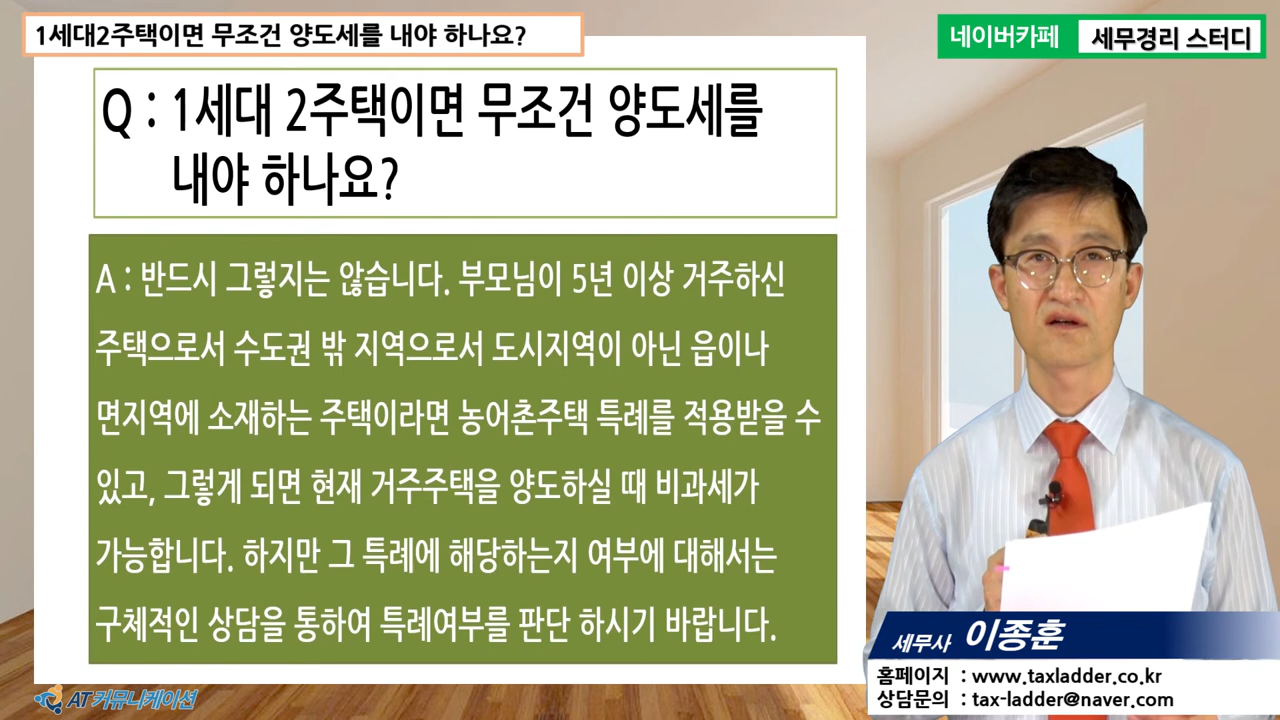 1세대2주택이면 무조건 양도세를 내야 하나요?
네이버카페 세무경리 스터디
Q : 1세대 2주택이면 무조건 양도세를
내야 하나요?
A : 반드시 그렇지는 않습니다. 부모님이 5년 이상 거주하신
주택으로서 수도권 밖 지역으로서 도시지역이 아닌 읍이나
면지역에 소재하는 주택이라면 농어촌주택 특례를 적용받을 수
있고, 그렇게 되면 현재 거주주택을 양도하실 때 비과세가
가능합니다. 하지만 그 특례에 해당하는지 여부에 대해서는
구체적인 상담을 통하여 특례여부를 판단 하시기 바랍니다.
세무사 이종훈
홈페이지 : www.taxladder.co.kr
상담문의 : tax-ladder@naver.com
AT커뮤니케이션